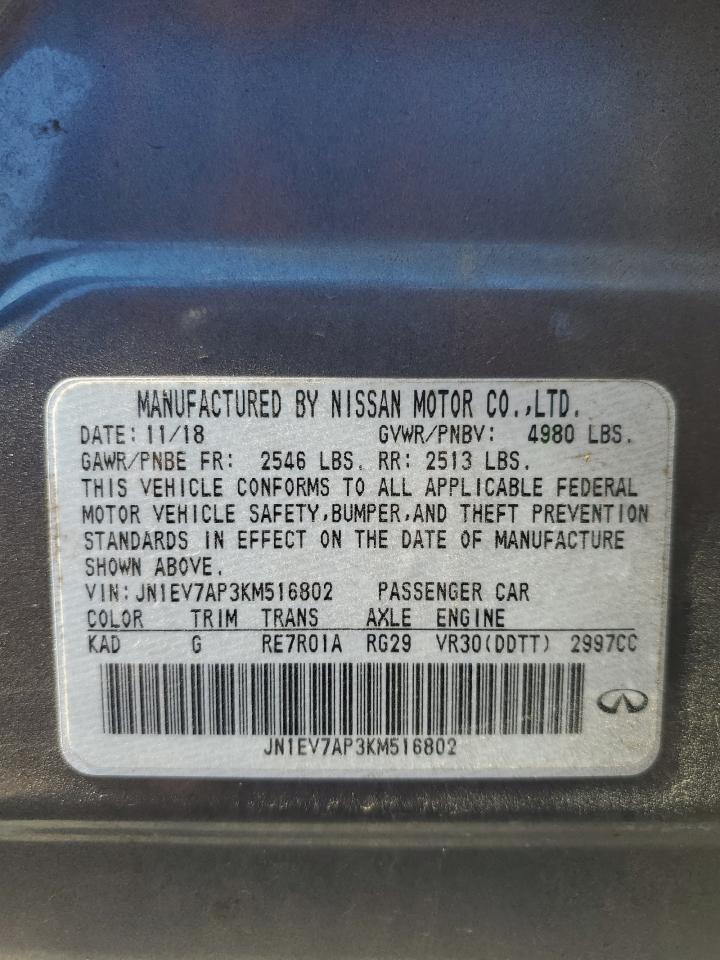 MANUFACTURED BY NISSAN MOTOR CO.,LTD.
DATE: 11/18 GVWR/PNBV: 4980 LBS.
GAWR/PNBE FR: 2546 LBS. RR: 2513 LBS.
THIS VEHICLE CONFORMS TO ALL APPLICABLE FEDERAL
MOTOR VEHICLE SAFETY,BUMPER,AND THEFT PREVENTION
STANDARDS IN EFFECT ON THE DATE OF MANUFACTURE
SHOWN ABOVE.
VIN:JN1EV7AP3KM516802 PASSENGER CAR
COLOR TRIM TRANS AXLE ENGINE
KAD G RE7R01A RG29 VR30(DDTT) 2997CC
JN1EV7AP3KM516802